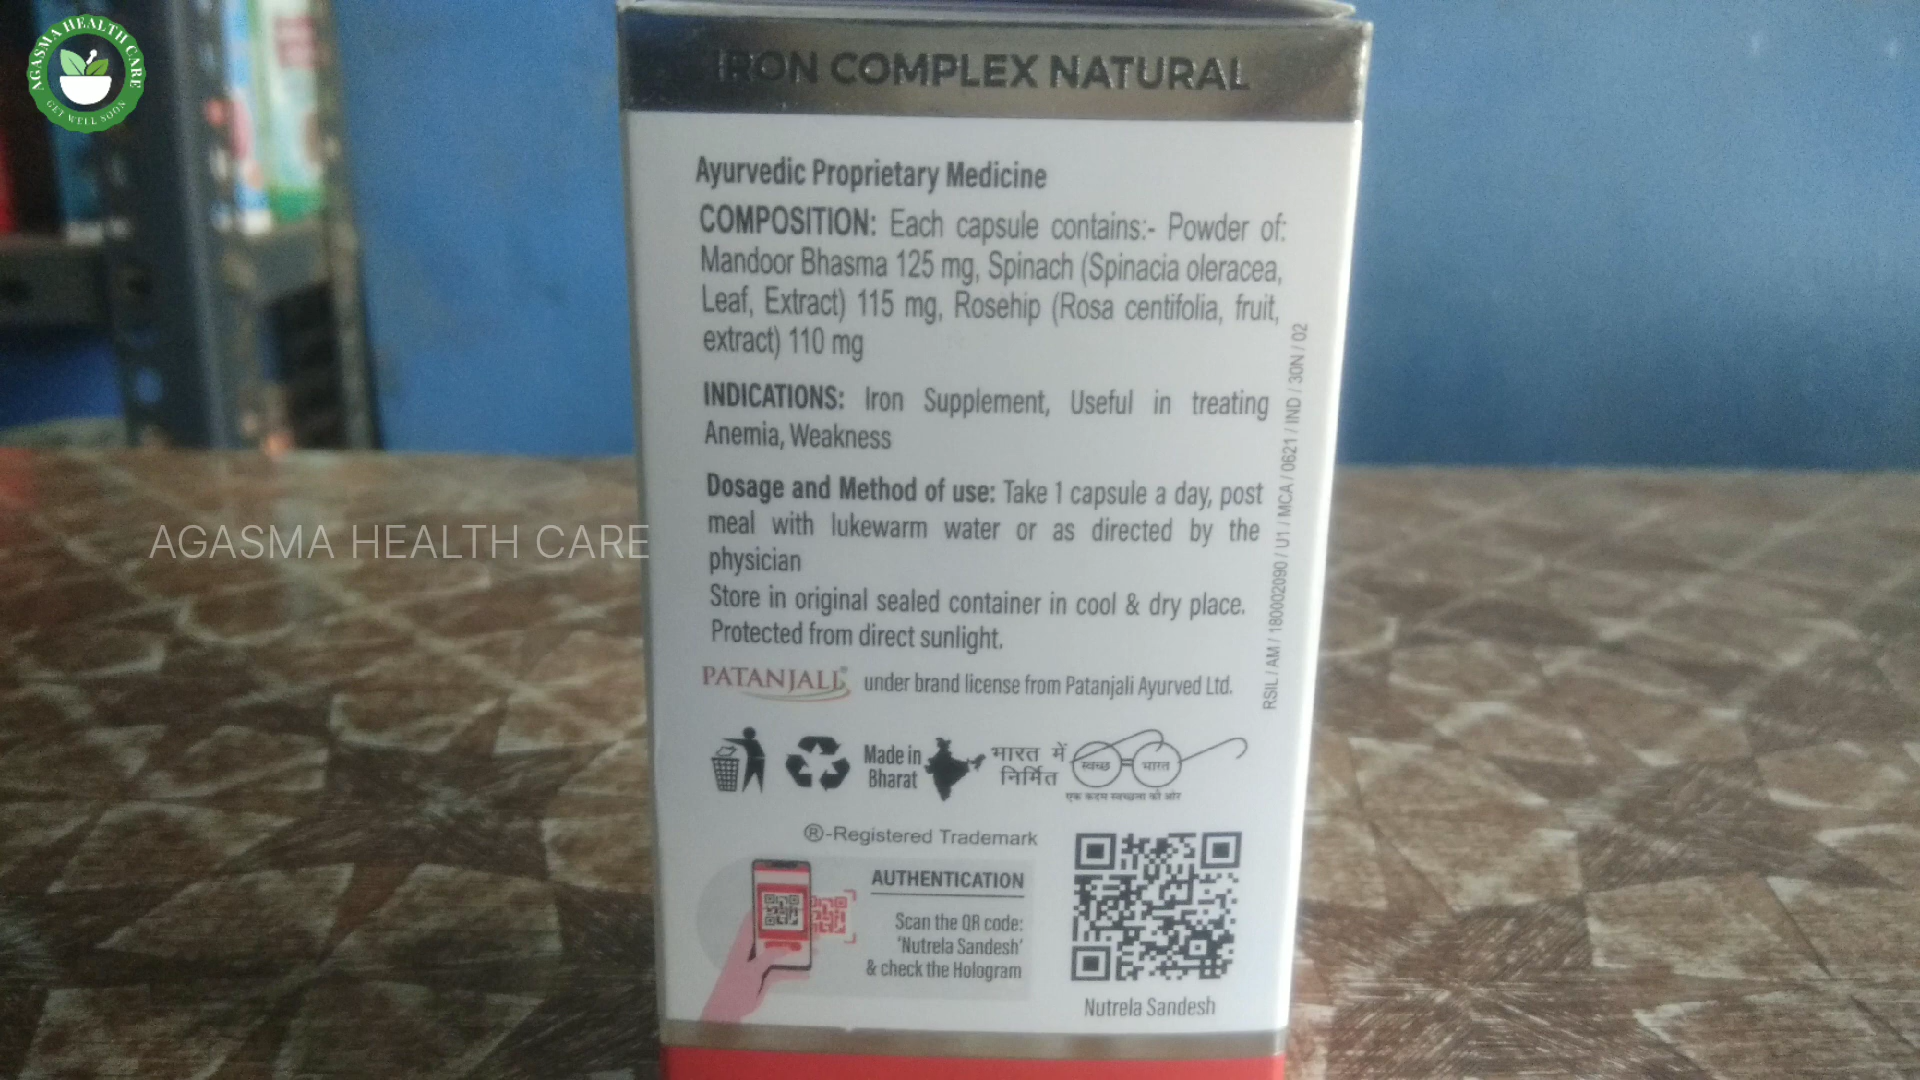 AGASMA HEALTH CARE
GET WELL SOON
IRON COMPLEX NATURAL
Ayurvedic Proprietary Medicine
COMPOSITION: Each capsule contains:- Powder of:
Mandoor Bhasma 125 mg, Spinach (Spinacia oleracea,
Leaf, Extract) 115 mg, Rosehip (Rosa centifolia, fruit,
extract) 110 mg
INDICATIONS: Iron Supplement, Useful in treating
Anemia, Weakness
Dosage and Method of use: Take 1 capsule a day, post
meal with lukewarm water or as directed by the
physician
Store in original sealed container in cool & dry place.
Protected from direct sunlight.
PATANJALI® under brand license from Patanjali Ayurved Ltd.
RSIL / AM / 180002090 / U1 / MCA / 0621 / IND / 30N / 02
AGASMA HEALTH CARE
Made in
Bharat
भारत में
निर्मित
स्वच्छ भारत
एक कदम स्वच्छता की ओर
®-Registered Trademark
AUTHENTICATION
Scan the QR code:
'Nutrela Sandesh'
& check the Hologram
Nutrela Sandesh